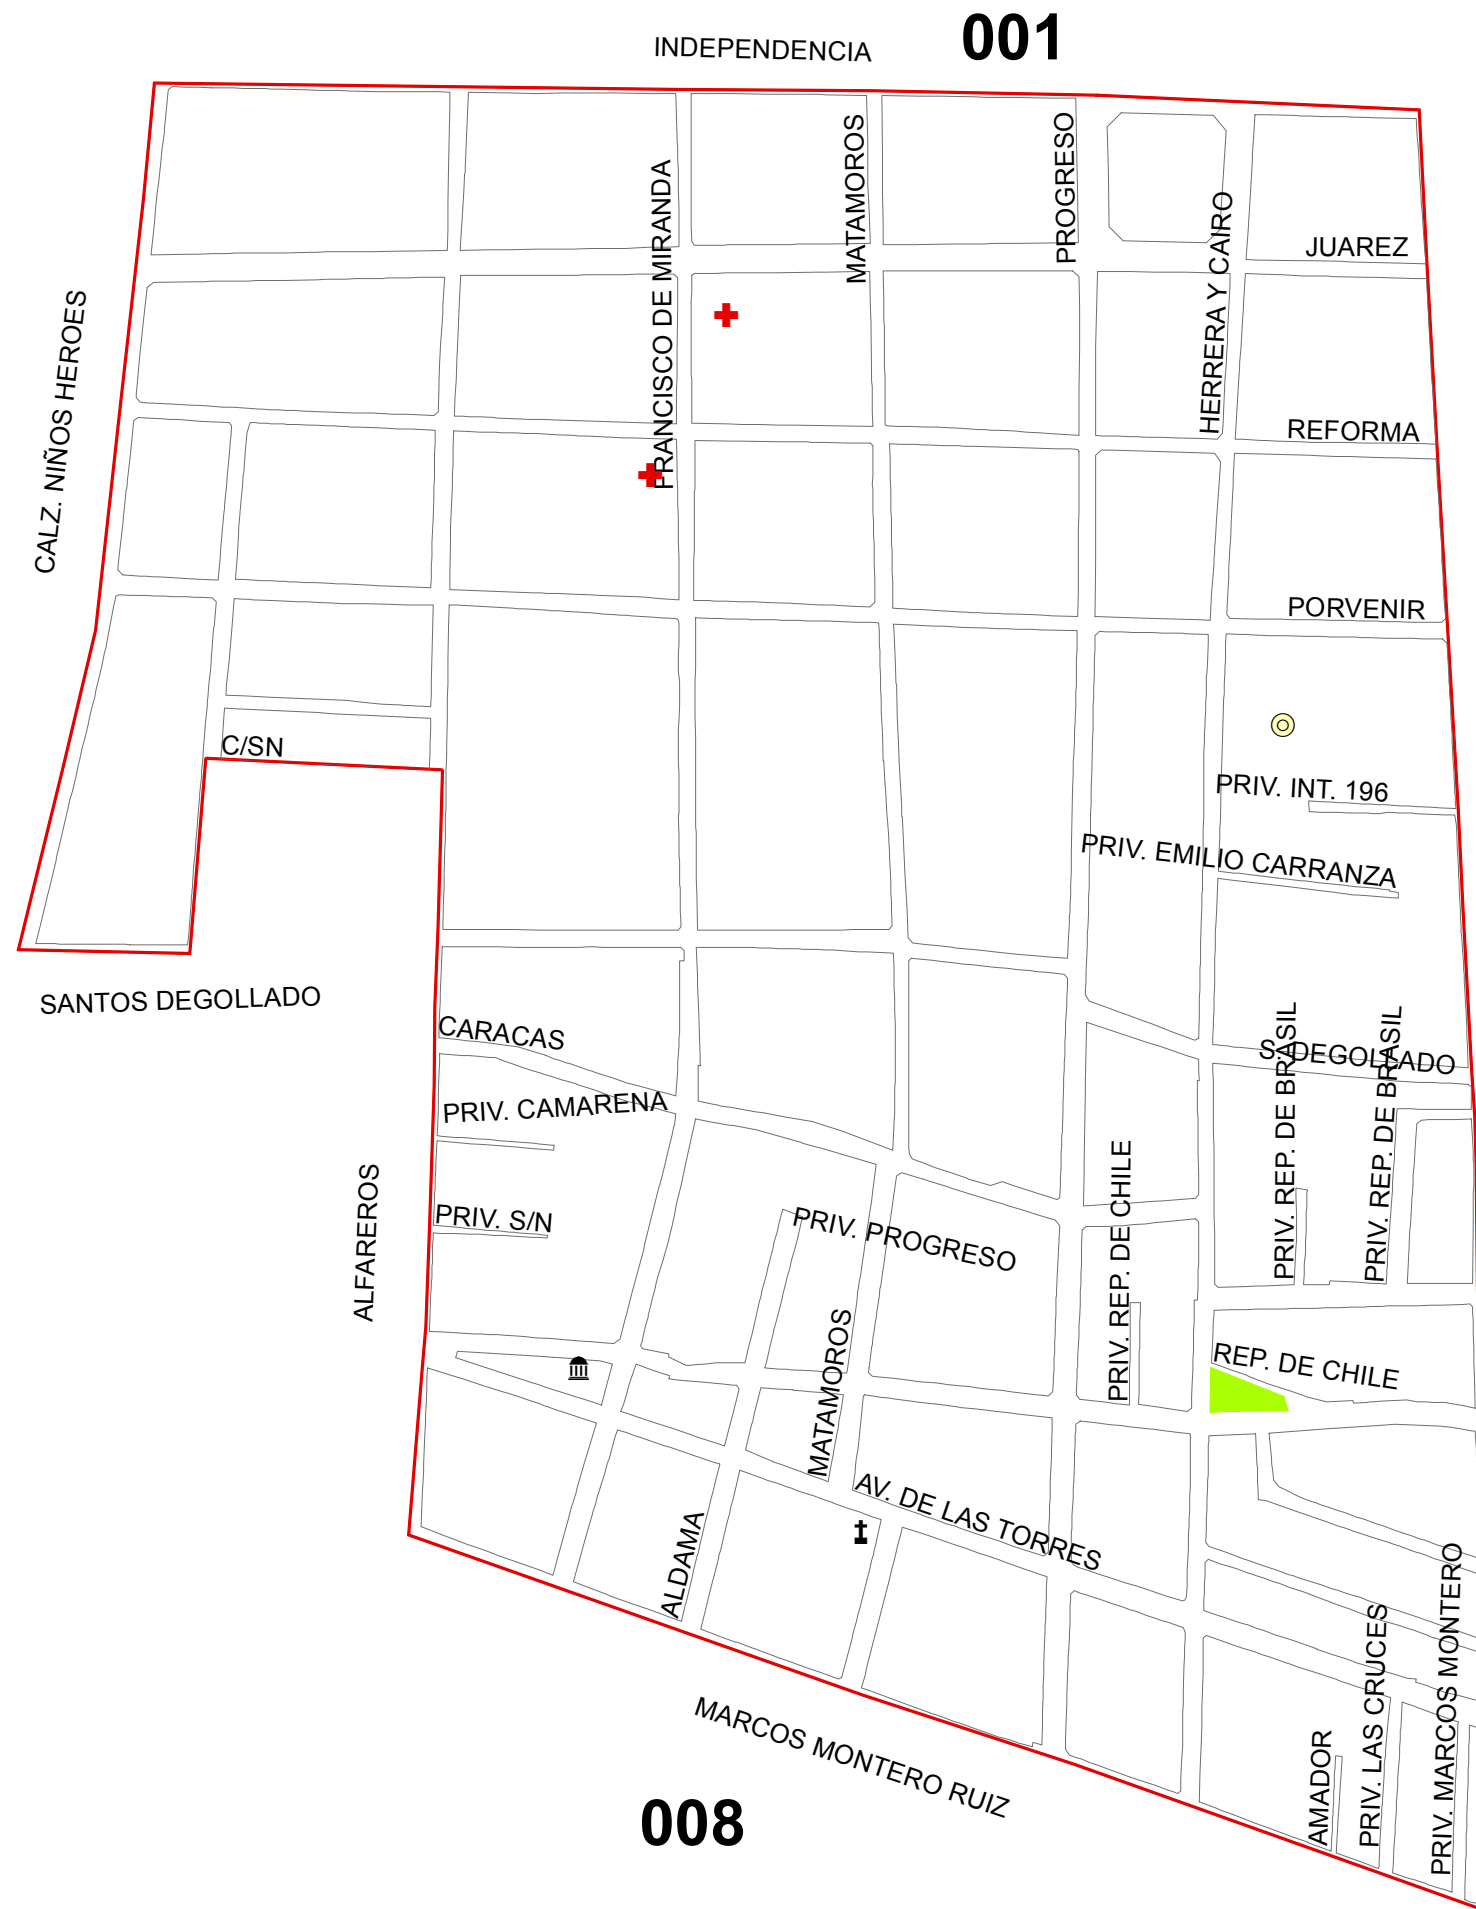 001
INDEPENDENCIA
MATAMOROS
PROGRESO
FRANCISCO DE MIRANDA
HERRERA Y CAIRO
JUAREZ
CALZ. NIÑOS HEROES
REFORMA
PORVENIR
C/SN
PRIV. INT. 196
PRIV. EMILIO CARRANZA
SANTOS DEGOLLADO
CARACAS
S. DEGOLLADO
PRIV. REP. DE BRASIL
PRIV. REP. DE BRASIL
PRIV. CAMARENA
PRIV. REP. DE CHILE
ALFAREROS
PRIV. S/N
PRIV. PROGRESO
MATAMOROS
REP. DE CHILE
AV. DE LAS TORRES
ALDAMA
PRIV. MARCOS MONTERO
PRIV. LAS CRUCES
AMADOR
MARCOS MONTERO RUIZ
008